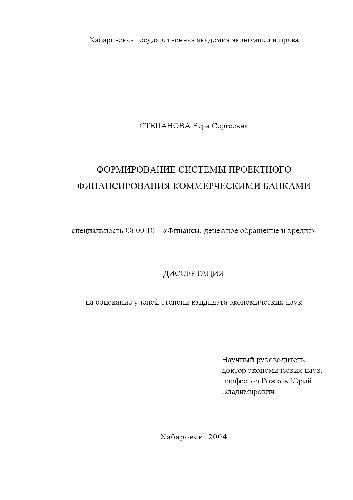 Хабаровская государственная академия экономики и права
СТЕПАНОВА Вера Сергеевна
ФОРМИРОВАНИЕ СИСТЕМЫ ПРОЕКТНОГО
ФИНАНСИРОВАНИЯ КОММЕРЧЕСКИМИ БАНКАМИ
специальность 08.00.10 – «Финансы, денежное обращение и кредит»
ДИССЕРТАЦИЯ
на соискание ученой степени кандидата экономических наук
Научный руководитель
доктор экономических наук,
профессор Рыжков Юрий
Владимирович
Хабаровск 2004